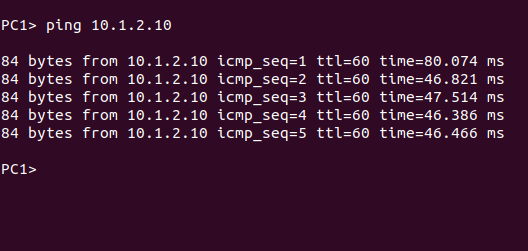 PC1> ping 10.1.2.10
84 bytes from 10.1.2.10 icmp_seq=1 ttl=60 time=80.074 ms
84 bytes from 10.1.2.10 icmp_seq=2 ttl=60 time=46.821 ms
84 bytes from 10.1.2.10 icmp_seq=3 ttl=60 time=47.514 ms
84 bytes from 10.1.2.10 icmp_seq=4 ttl=60 time=46.386 ms
84 bytes from 10.1.2.10 icmp_seq=5 ttl=60 time=46.466 ms
PC1>